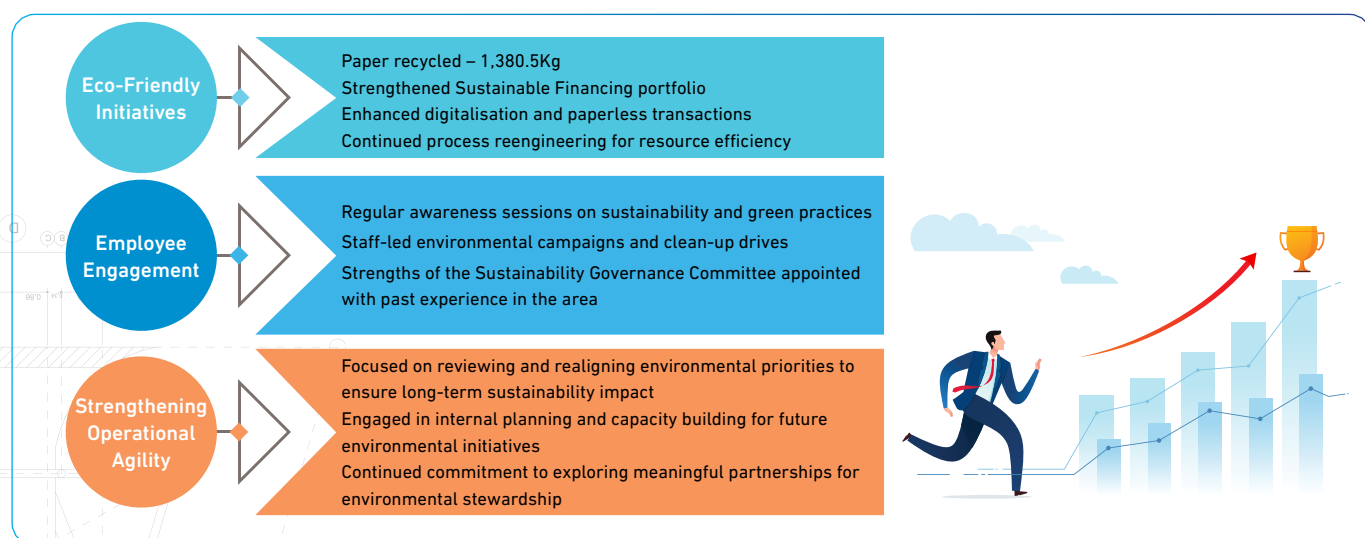 Eco-Friendly
Initiatives
Paper recycled – 1,380.5Kg
Strengthened Sustainable Financing portfolio
Enhanced digitalisation and paperless transactions
Continued process reengineering for resource efficiency
Employee
Engagement
Regular awareness sessions on sustainability and green practices
Staff-led environmental campaigns and clean-up drives
Strengths of the Sustainability Governance Committee appointed
with past experience in the area
Strengthening
Operational
Agility
Focused on reviewing and realigning environmental priorities to
ensure long-term sustainability impact
Engaged in internal planning and capacity building for future
environmental initiatives
Continued commitment to exploring meaningful partnerships for
environmental stewardship
D
C B